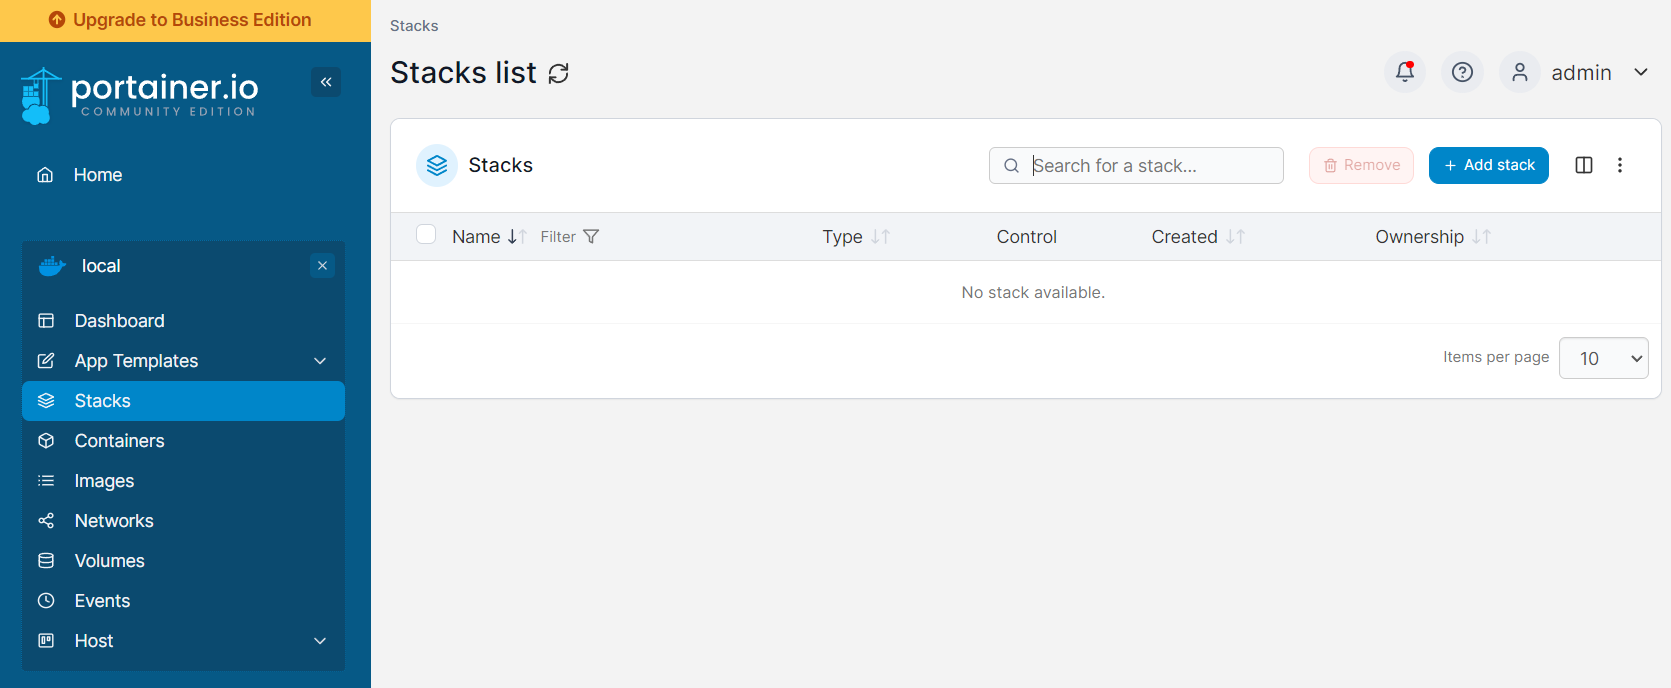 Upgrade to Business Edition
portainer.io
COMMUNITY EDITION
Home
local
Dashboard
App Templates
Stacks
Containers
Images
Networks
Volumes
Events
Host
Stacks
Stacks list
admin
Stacks
Search for a stack...
Remove
Add stack
Name Filter Type Control Created Ownership
No stack available.
Items per page 10